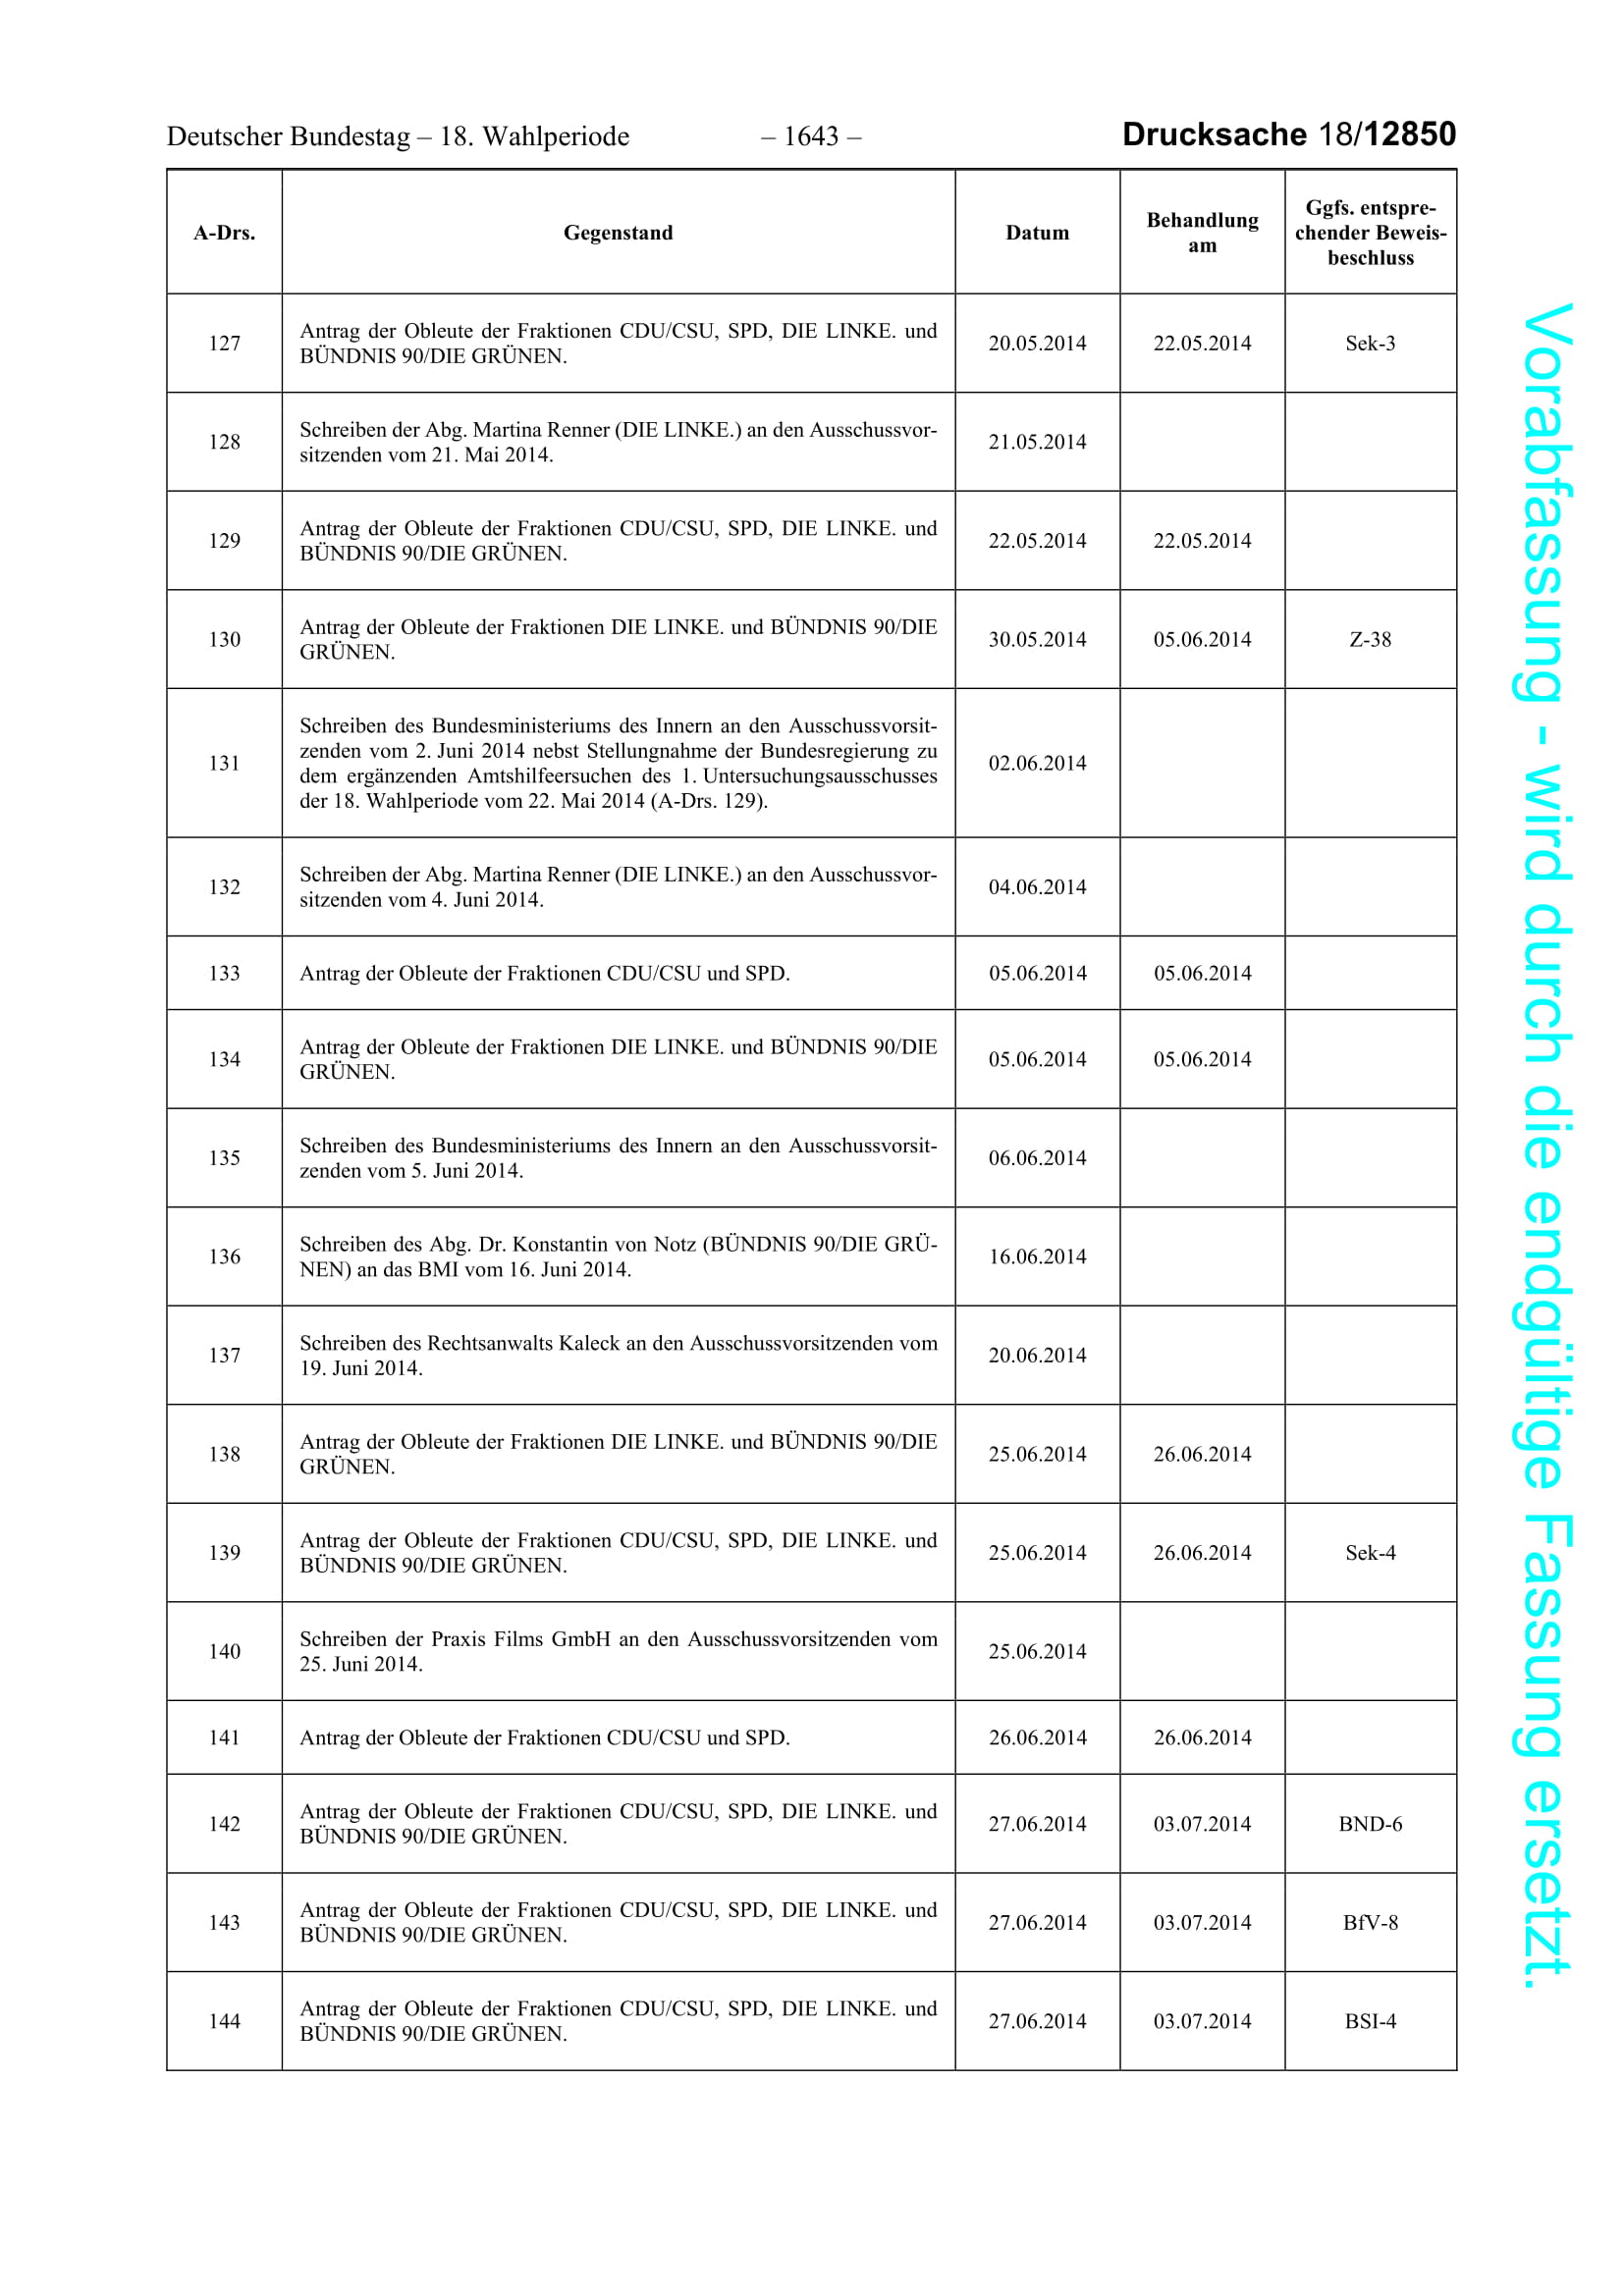 Deutscher Bundestag – 18. Wahlperiode – 1643 – Drucksache 18/12850
A-Drs. Gegenstand Datum Behandlung am Ggfs. entspre-
chender Beweis-
beschluss
127 Antrag der Obleute der Fraktionen CDU/CSU, SPD, DIE LINKE. und
BÜNDNIS 90/DIE GRÜNEN. 20.05.2014 22.05.2014 Sek-3
128 Schreiben der Abg. Martina Renner (DIE LINKE.) an den Ausschussvor-
sitzenden vom 21. Mai 2014. 21.05.2014
129 Antrag der Obleute der Fraktionen CDU/CSU, SPD, DIE LINKE. und
BÜNDNIS 90/DIE GRÜNEN. 22.05.2014 22.05.2014
130 Antrag der Obleute der Fraktionen DIE LINKE. und BÜNDNIS 90/DIE
GRÜNEN. 30.05.2014 05.06.2014 Z-38
131 Schreiben des Bundesministeriums des Innern an den Ausschussvorsit-
zenden vom 2. Juni 2014 nebst Stellungnahme der Bundesregierung zu
dem ergänzenden Amtshilfeersuchen des 1. Untersuchungsausschusses
der 18. Wahlperiode vom 22. Mai 2014 (A-Drs. 129). 02.06.2014
132 Schreiben der Abg. Martina Renner (DIE LINKE.) an den Ausschussvor-
sitzenden vom 4. Juni 2014. 04.06.2014
133 Antrag der Obleute der Fraktionen CDU/CSU und SPD. 05.06.2014 05.06.2014
134 Antrag der Obleute der Fraktionen DIE LINKE. und BÜNDNIS 90/DIE
GRÜNEN. 05.06.2014 05.06.2014
135 Schreiben des Bundesministeriums des Innern an den Ausschussvorsit-
zenden vom 5. Juni 2014. 06.06.2014
136 Schreiben des Abg. Dr. Konstantin von Notz (BÜNDNIS 90/DIE GRÜ-
NEN) an das BMI vom 16. Juni 2014. 16.06.2014
137 Schreiben des Rechtsanwalts Kaleck an den Ausschussvorsitzenden vom
19. Juni 2014. 20.06.2014
138 Antrag der Obleute der Fraktionen DIE LINKE. und BÜNDNIS 90/DIE
GRÜNEN. 25.06.2014 26.06.2014
139 Antrag der Obleute der Fraktionen CDU/CSU, SPD, DIE LINKE. und
BÜNDNIS 90/DIE GRÜNEN. 25.06.2014 26.06.2014 Sek-4
140 Schreiben der Praxis Films GmbH an den Ausschussvorsitzenden vom
25. Juni 2014. 25.06.2014
141 Antrag der Obleute der Fraktionen CDU/CSU und SPD. 26.06.2014 26.06.2014
142 Antrag der Obleute der Fraktionen CDU/CSU, SPD, DIE LINKE. und
BÜNDNIS 90/DIE GRÜNEN. 27.06.2014 03.07.2014 BND-6
143 Antrag der Obleute der Fraktionen CDU/CSU, SPD, DIE LINKE. und
BÜNDNIS 90/DIE GRÜNEN. 27.06.2014 03.07.2014 BfV-8
144 Antrag der Obleute der Fraktionen CDU/CSU, SPD, DIE LINKE. und
BÜNDNIS 90/DIE GRÜNEN. 27.06.2014 03.07.2014 BSI-4
Vorabfassung - wird durch die endgültige Fassung ersetzt.